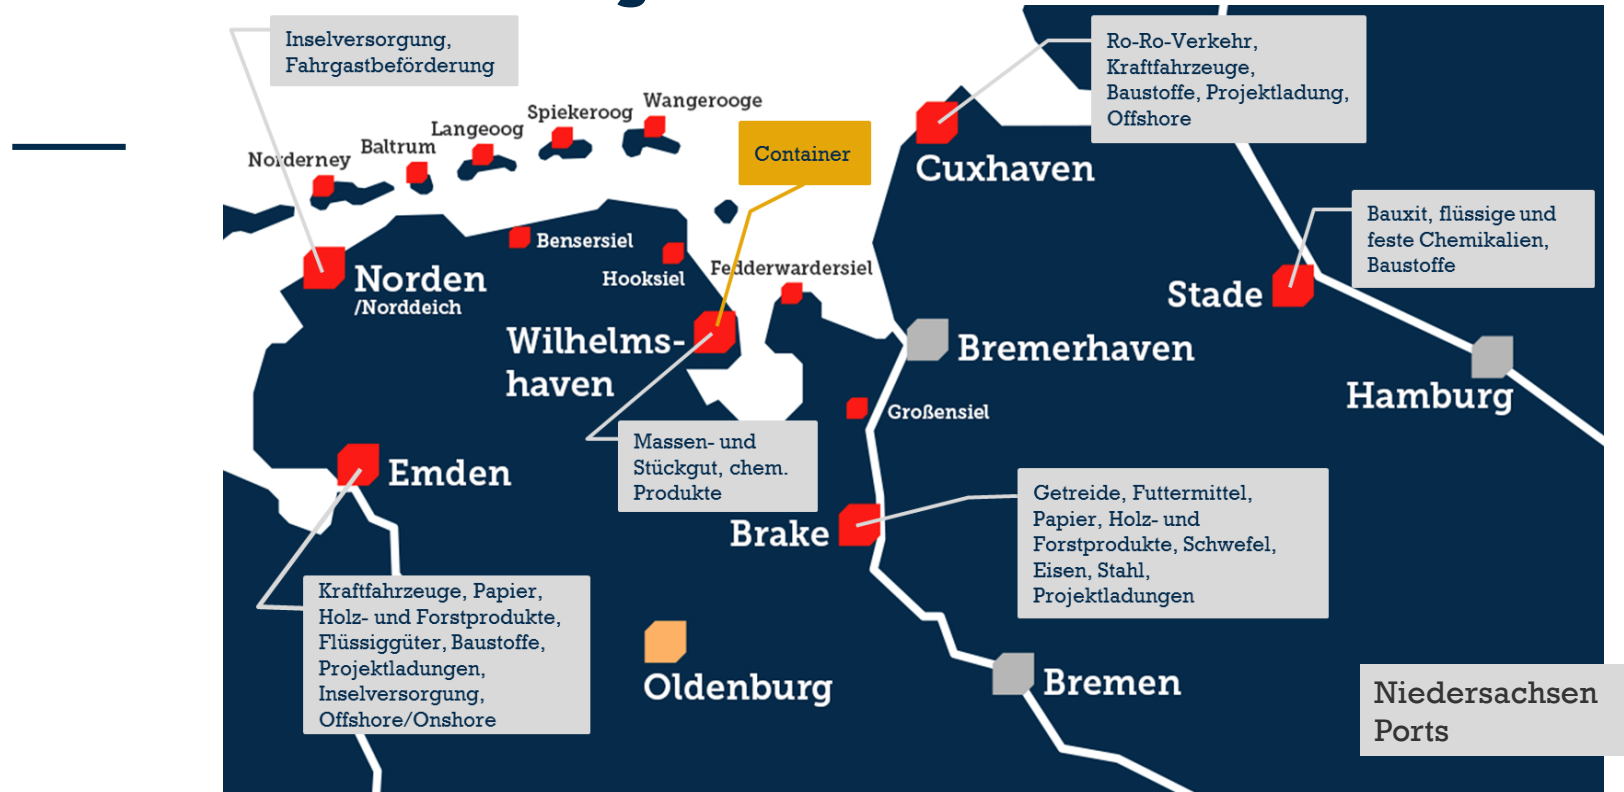 Inselversorgung,
Fahrgastbeförderung
Ro-Ro-Verkehr,
Kraftfahrzeuge,
Baustoffe, Projektladung,
Offshore
Wangerooge
Spiekeroog
Langeoog
Baltrum
Norderney
Container
Cuxhaven
Bauxit, flüssige und
feste Chemikalien,
Baustoffe
Bensersiel
Hooksiel
Fedderwardersiel
Norden
/Norddeich
Stade
Wilhelms-
haven
Bremerhaven
Hamburg
Großensiel
Massen- und
Stückgut, chem.
Produkte
Emden
Brake
Getreide, Futtermittel,
Papier, Holz- und
Forstprodukte, Schwefel,
Eisen, Stahl,
Projektladungen
Kraftfahrzeuge, Papier,
Holz- und Forstprodukte,
Flüssiggüter, Baustoffe,
Projektladungen,
Inselversorgung,
Offshore/Onshore
Oldenburg
Bremen
Niedersachsen
Ports